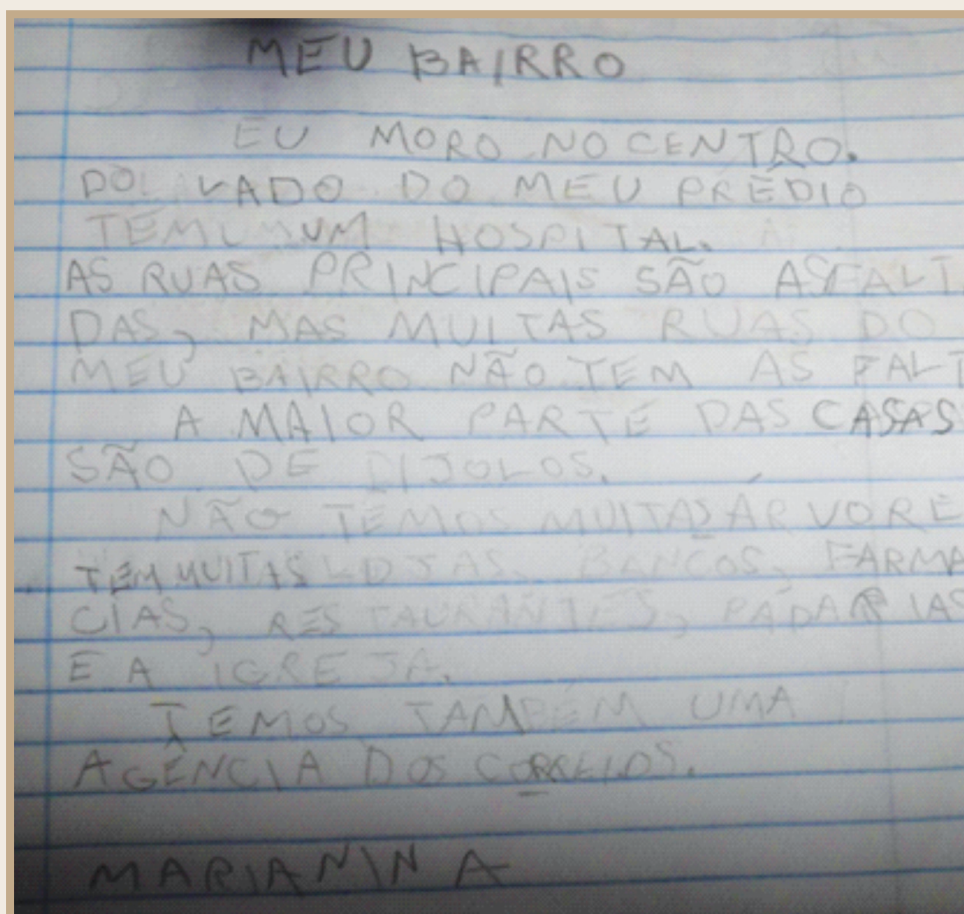 MEU BAIRRO
EU MORO NO CENTRO.
DO LADO DO MEU PRÉDIO
TEM UM HOSPITAL.
AS RUAS PRINCIPAIS SÃO ASFALT
DAS, MAS MUITAS RUAS DO
MEU BAIRRO NÃO TEM ASFALT
A MAIOR PARTE DAS CASAS
SÃO DE TIJOLOS.
NÃO TEMOS MUITAS ÁRVORE
TEM MUITAS LOJAS, BANCOS, FARMA
CIAS, RESTAURANTES, PADARIAS
E A IGREJA.
TEMOS TAMBÉM UMA
AGÊNCIA DOS CORREIOS.
MARIANINA